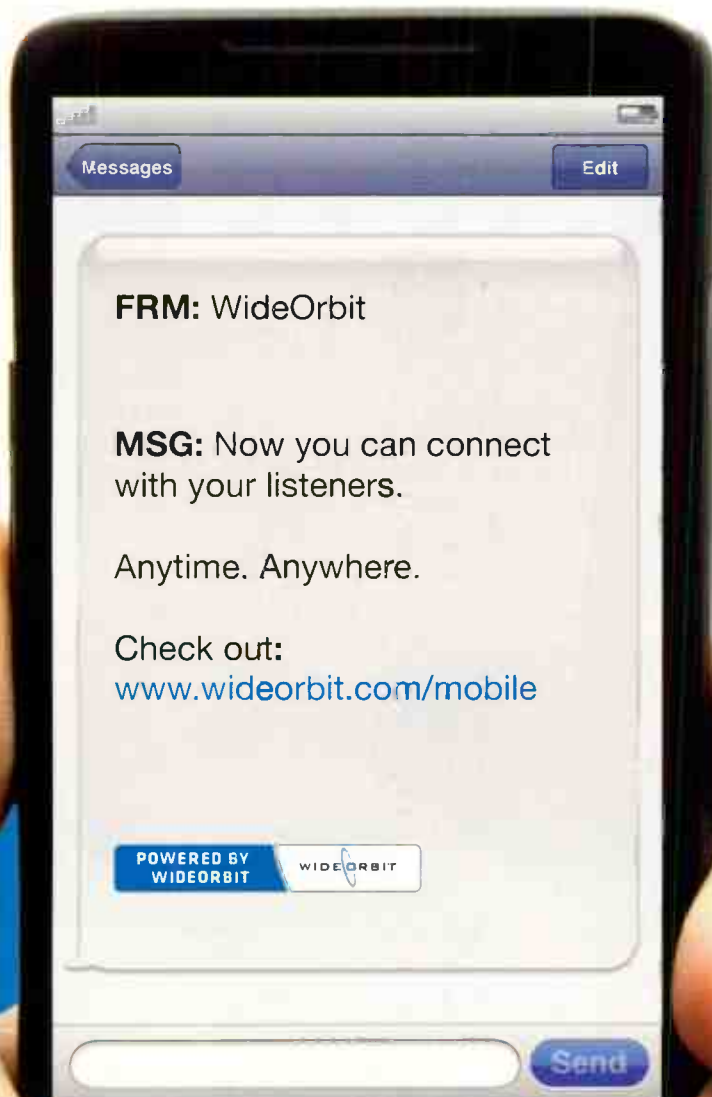 Messages
Edit
FRM: WideOrbit
MSG: Now you can connect
with your listeners.
Anytime. Anywhere.
Check out:
www.wideorbit.com/mobile
POWERED BY
WIDEORBIT
WIDEORBIT
Send